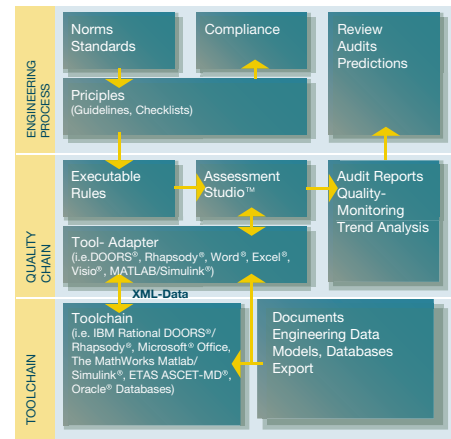 ENGINEERING
PROCESS
Norms
Standards
Compliance
Review
Audits
Predictions
Priciples
(Guidelines, Checklists)
QUALITY
CHAIN
Executable
Rules
Assessment
Studio™
Audit Reports
Quality-
Monitoring
Trend Analysis
Tool- Adapter
(i.e.DOORS®, Rhapsody®, Word®, Excel®,
Visio®, MATLAB/Simulink®)
XML-Data
TOOLCHAIN
Toolchain
(i.e. IBM Rational DOORS®/
Rhapsody®, Microsoft® Office,
The MathWorks Matlab/
Simulink®, ETAS ASCET-MD®,
Oracle® Databases)
Documents
Engineering Data
Models, Databases
Export